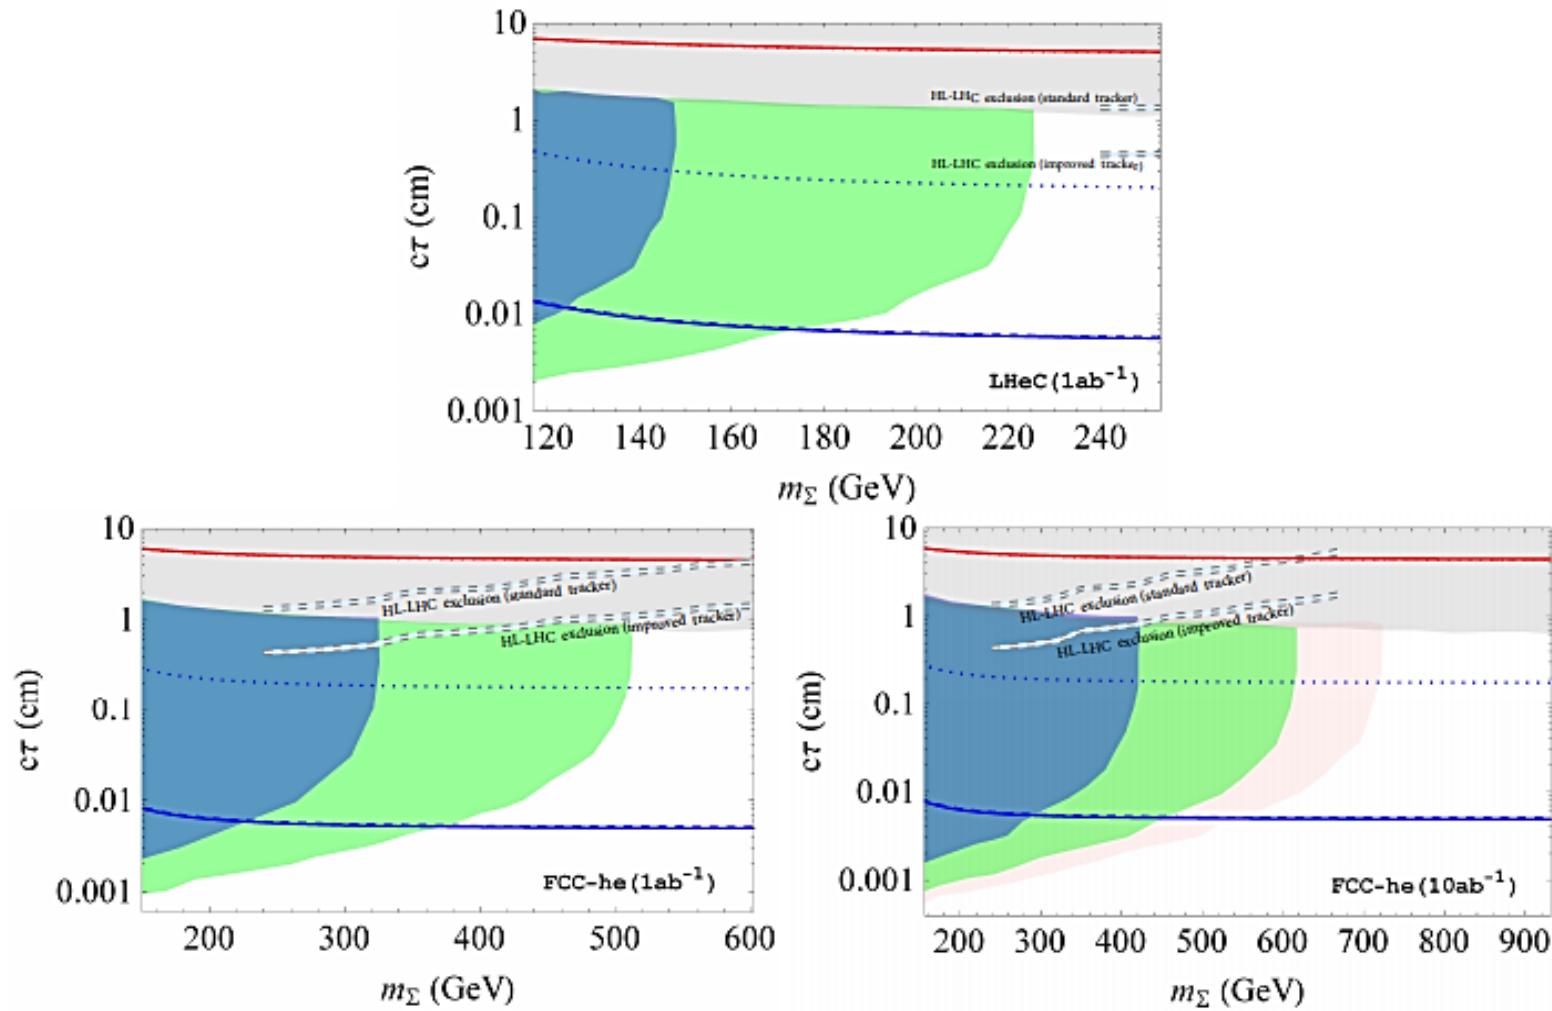 10
1
0.1
0.01
0.001
cτ (cm)
HL-LHC exclusion (standard tracker)
HL-LHC exclusion (improved tracker)
LHeC(1ab⁻¹)
120 140 160 180 200 220 240
m_Σ (GeV)
10
1
0.1
0.01
0.001
cτ (cm)
HL-LHC exclusion (standard tracker)
HL-LHC exclusion (improved tracker)
FCC-he(1ab⁻¹)
200 300 400 500 600
m_Σ (GeV)
10
1
0.1
0.01
0.001
cτ (cm)
HL-LHC exclusion (standard tracker)
HL-LHC exclusion (improved tracker)
FCC-he(10ab⁻¹)
200 300 400 500 600 700 800 900
m_Σ (GeV)